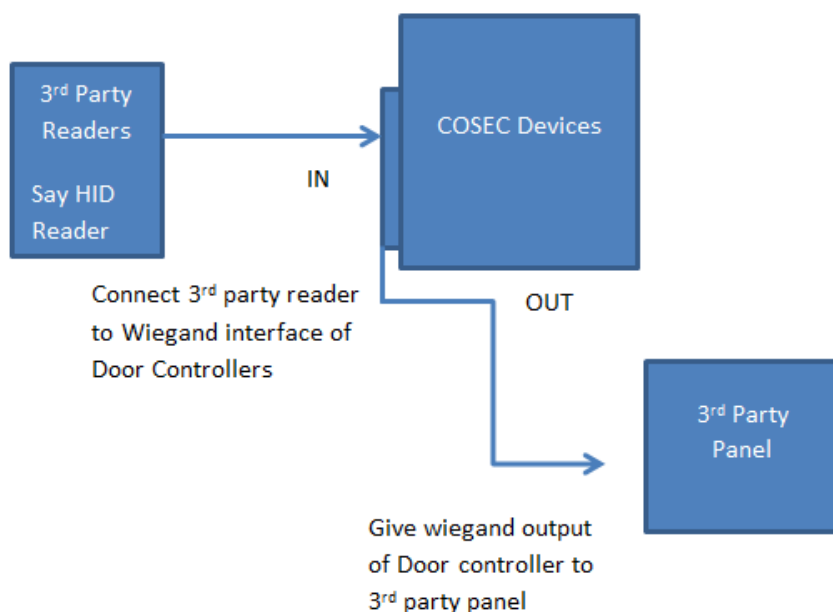 3rd Party
Readers
Say HID
Reader
COSEC Devices
IN
Connect 3rd party reader
to Wiegand interface of
Door Controllers
OUT
3rd Party
Panel
Give wiegand output
of Door controller to
3rd party panel